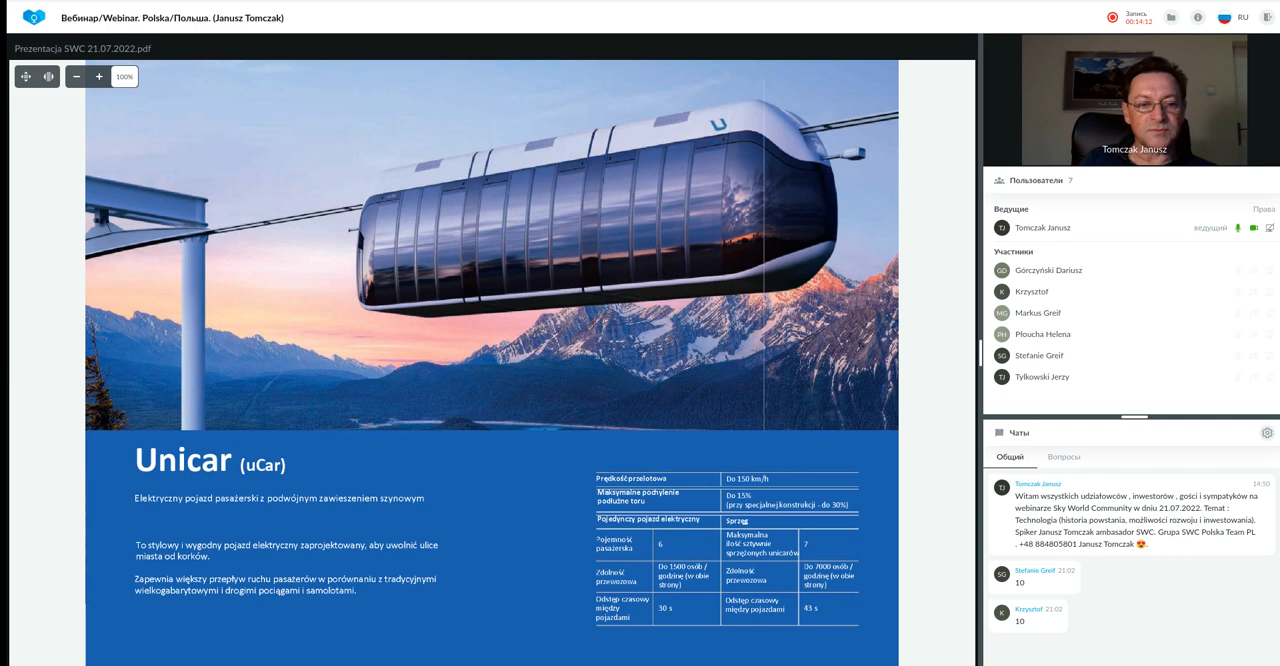 Вебинар/Webinar. Polska/Польша. (Janusz Tomczak)
Запись
00:14:12
RU
Prezentacja SWC 21.07.2022.pdf
100%
Unicar (uCar)
Elektryczny pojazd pasażerski z podwójnym zawieszeniem szynowym
To stylowy i wygodny pojazd elektryczny zaprojektowany, aby uwolnić ulice
miasta od korków.
Zapewnia większy przepływ ruchu pasażerów w porównaniu z tradycyjnymi
wielkogabarytowymi i drogimi pociągami i samolotami.
Prędkość przelotowa
Do 150 km/h
Maksymalne pochylenie
podłużne toru
Do 15%
(przy specjalnej konstrukcji - do 30%)
Pojedynczy pojazd elektryczny
Sprzęg
Pojemność
pasażerska
6
Maksymalna
ilość sztywnie
sprzężonych unicarów
7
Zdolność
przewozowa
Do 1500 osób /
godzinę (w obie
strony)
Zdolność
przewozowa
Do 7000 osób /
godzinę (w obie
strony)
Odstęp czasowy
między
pojazdami
30 s
Odstęp czasowy
między pojazdami
43 s
Tomczak Janusz
Пользователи 7
Ведущие
Права
TJ Tomczak Janusz
ведущий
Участники
GD Górczyński Dariusz
K Krzysztof
MG Markus Greif
PH Płoucha Helena
SG Stefanie Greif
TJ Tylkowski Jerzy
Чаты
Общий
Вопросы
TJ
Tomczak Janusz
14:50
Witam wszystkich udziałowców , inwestorów , gości i sympatyków na
webinarze Sky World Community w dniu 21.07.2022. Temat :
Technologia (historia powstania, możliwości rozwoju i inwestowania).
Spiker Janusz Tomczak ambasador SWC. Grupa SWC Polska Team PL
. +48 884805801 Janusz Tomczak 😍.
SG
Stefanie Greif 21:02
10
K
Krzysztof 21:02
10